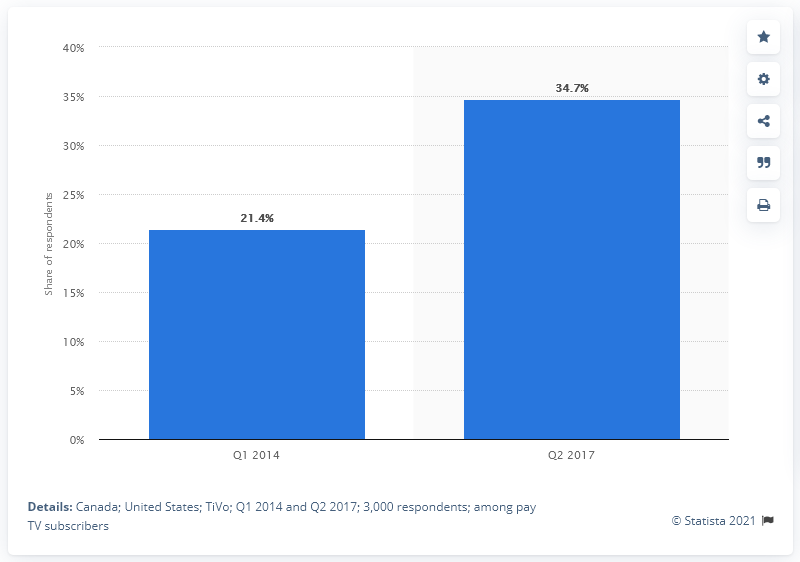 40%
35%
30%
25%
20%
15%
10%
5%
0%
Share of respondents
21.4%
34.7%
Q1 2014
Q2 2017
Details: Canada; United States; TiVo; Q1 2014 and Q2 2017; 3,000 respondents; among pay
TV subscribers
© Statista 2021